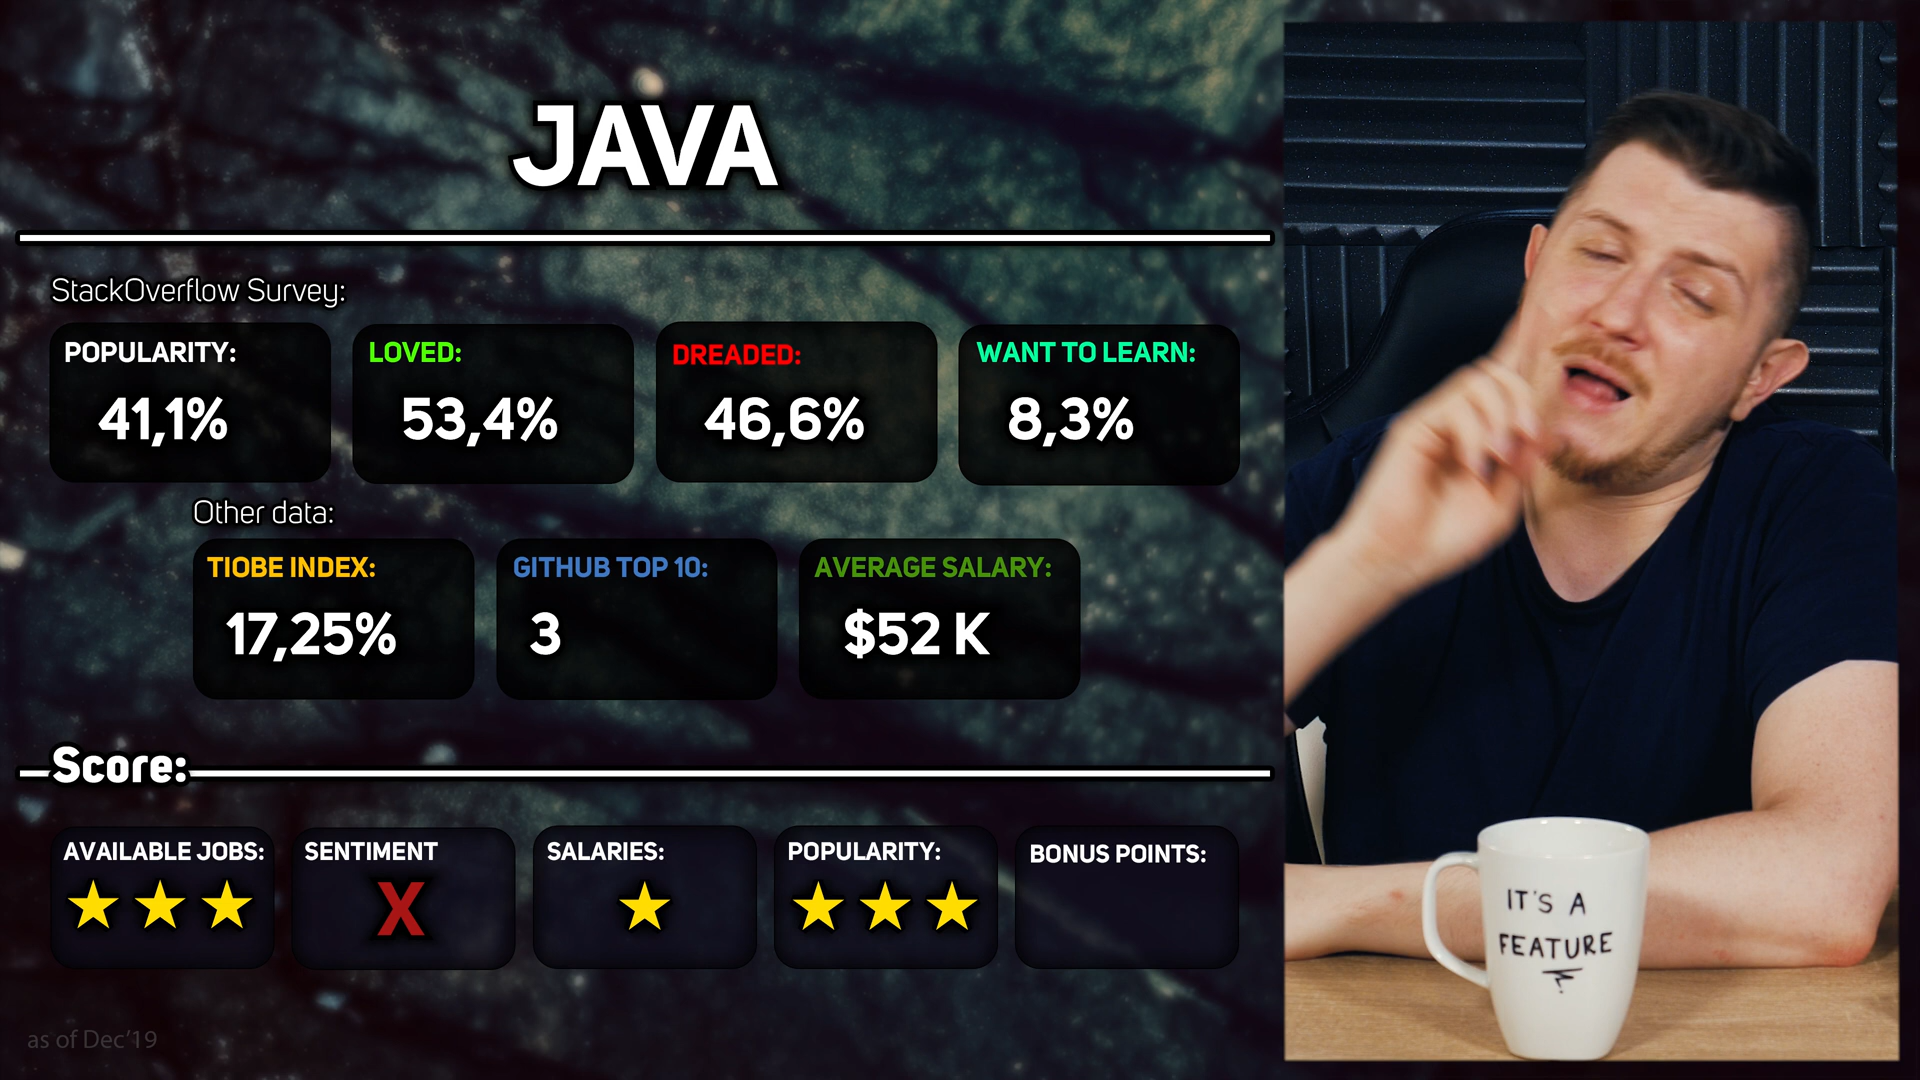 JAVA
StackOverflow Survey:
POPULARITY: LOVED: DREADED: WANT TO LEARN:
41,1% 53,4% 46,6% 8,3%
Other data:
TIOBE INDEX: GITHUB TOP 10: AVERAGE SALARY:
17,25% 3 $52 K
Score:
AVAILABLE JOBS: SENTIMENT SALARIES: POPULARITY: BONUS POINTS:
X
IT'S A
FEATURE
as of Dec'19